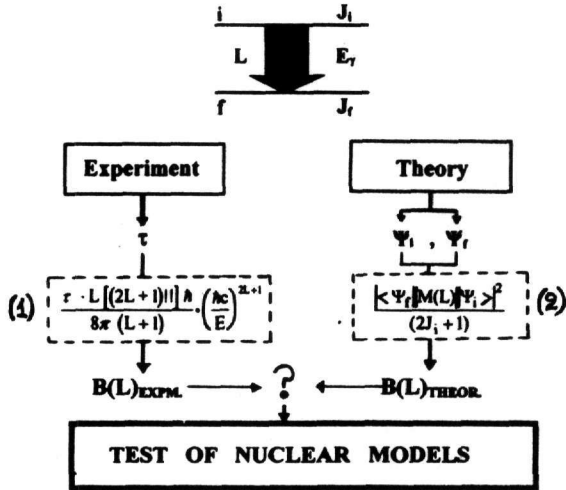 i J_i
L E_γ
f J_f
Experiment Theory
τ Ψ_i , Ψ_f
(1) τ · L [(2L+1)!!] ħ / 8π (L+1) · (ħc/E)^{2L+1} |<Ψ_f||M(L)||Ψ_i>|^2 / (2J_i+1) (2)
B(L)_EXPM. ? B(L)_THEOR.
TEST OF NUCLEAR MODELS